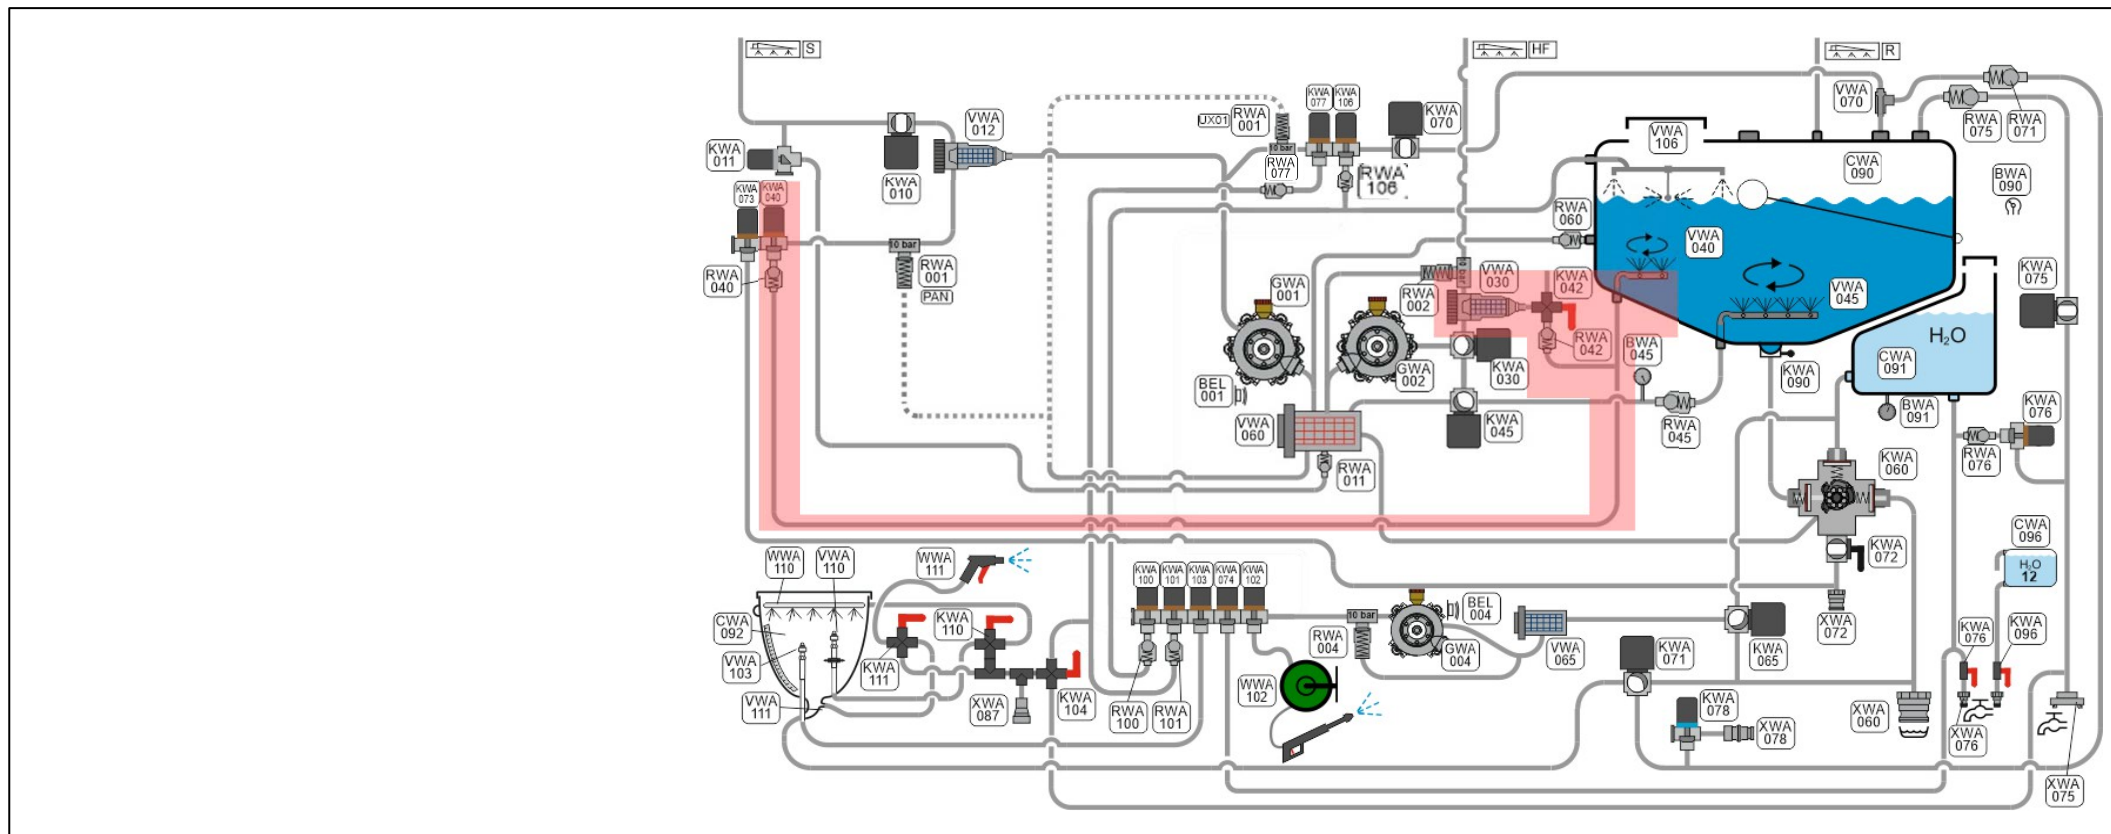 S
HF
R
KWA
077
KWA
106
KWA
070
VWA
070
RWA
075
RWA
071
VWA
012
UX01
RWA
001
10 bar
RWA
077
RWA
106
VWA
106
CWA
090
BWA
090
KWA
011
KWA
010
KWA
073
KWA
040
10 bar
RWA
001
PAN
RWA
040
RWA
060
VWA
040
VWA
045
KWA
075
GWA
001
RWA
002
10 bar
VWA
030
KWA
042
RWA
042
BWA
045
H2O
GWA
002
KWA
030
BEL
001
KWA
090
CWA
091
BWA
091
KWA
076
VWA
060
KWA
045
RWA
045
RWA
011
KWA
060
RWA
076
CWA
096
H2O
12
KWA
072
XWA
072
WWA
110
VWA
110
WWA
111
KWA
100
KWA
101
KWA
103
KWA
074
KWA
102
10 bar
BEL
004
CWA
092
VWA
103
KWA
110
KWA
111
VWA
111
XWA
087
KWA
104
RWA
100
RWA
101
RWA
004
GWA
004
VWA
065
KWA
065
WWA
102
KWA
071
KWA
078
XWA
078
XWA
060
KWA
076
KWA
096
XWA
076
XWA
075